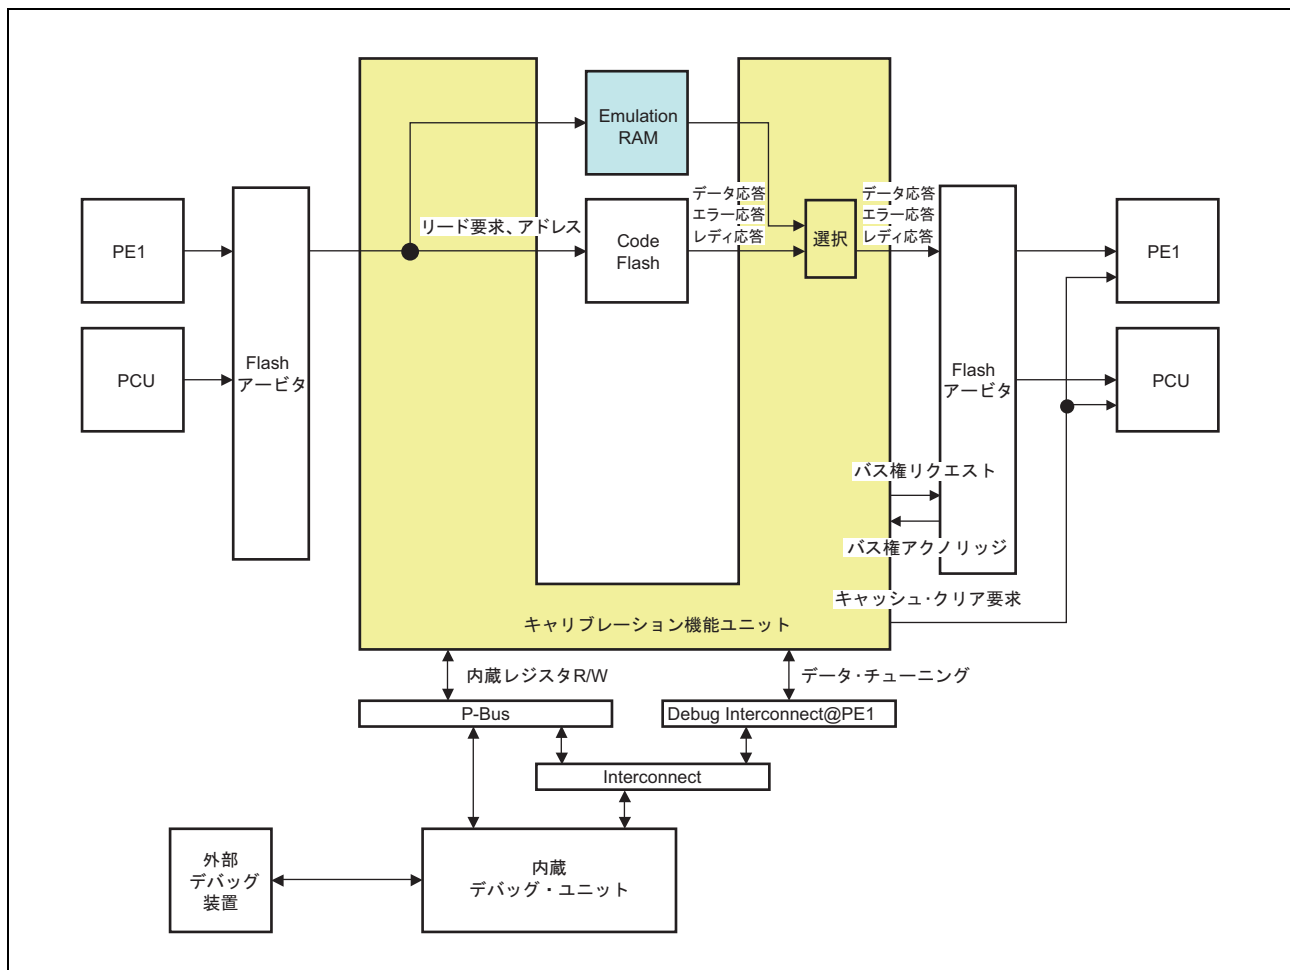 Emulation
RAM
データ応答
エラー応答
レディ応答
データ応答
エラー応答
レディ応答
PE1
リード要求、アドレス
Code
Flash
選択
PE1
PCU
Flash
アービタ
Flash
アービタ
PCU
バス権リクエスト
バス権アクノリッジ
キャッシュ・クリア要求
キャリブレーション機能ユニット
内蔵レジスタR/W
データ・チューニング
P-Bus
Debug Interconnect@PE1
Interconnect
外部
デバッグ
装置
内蔵
デバッグ・ユニット